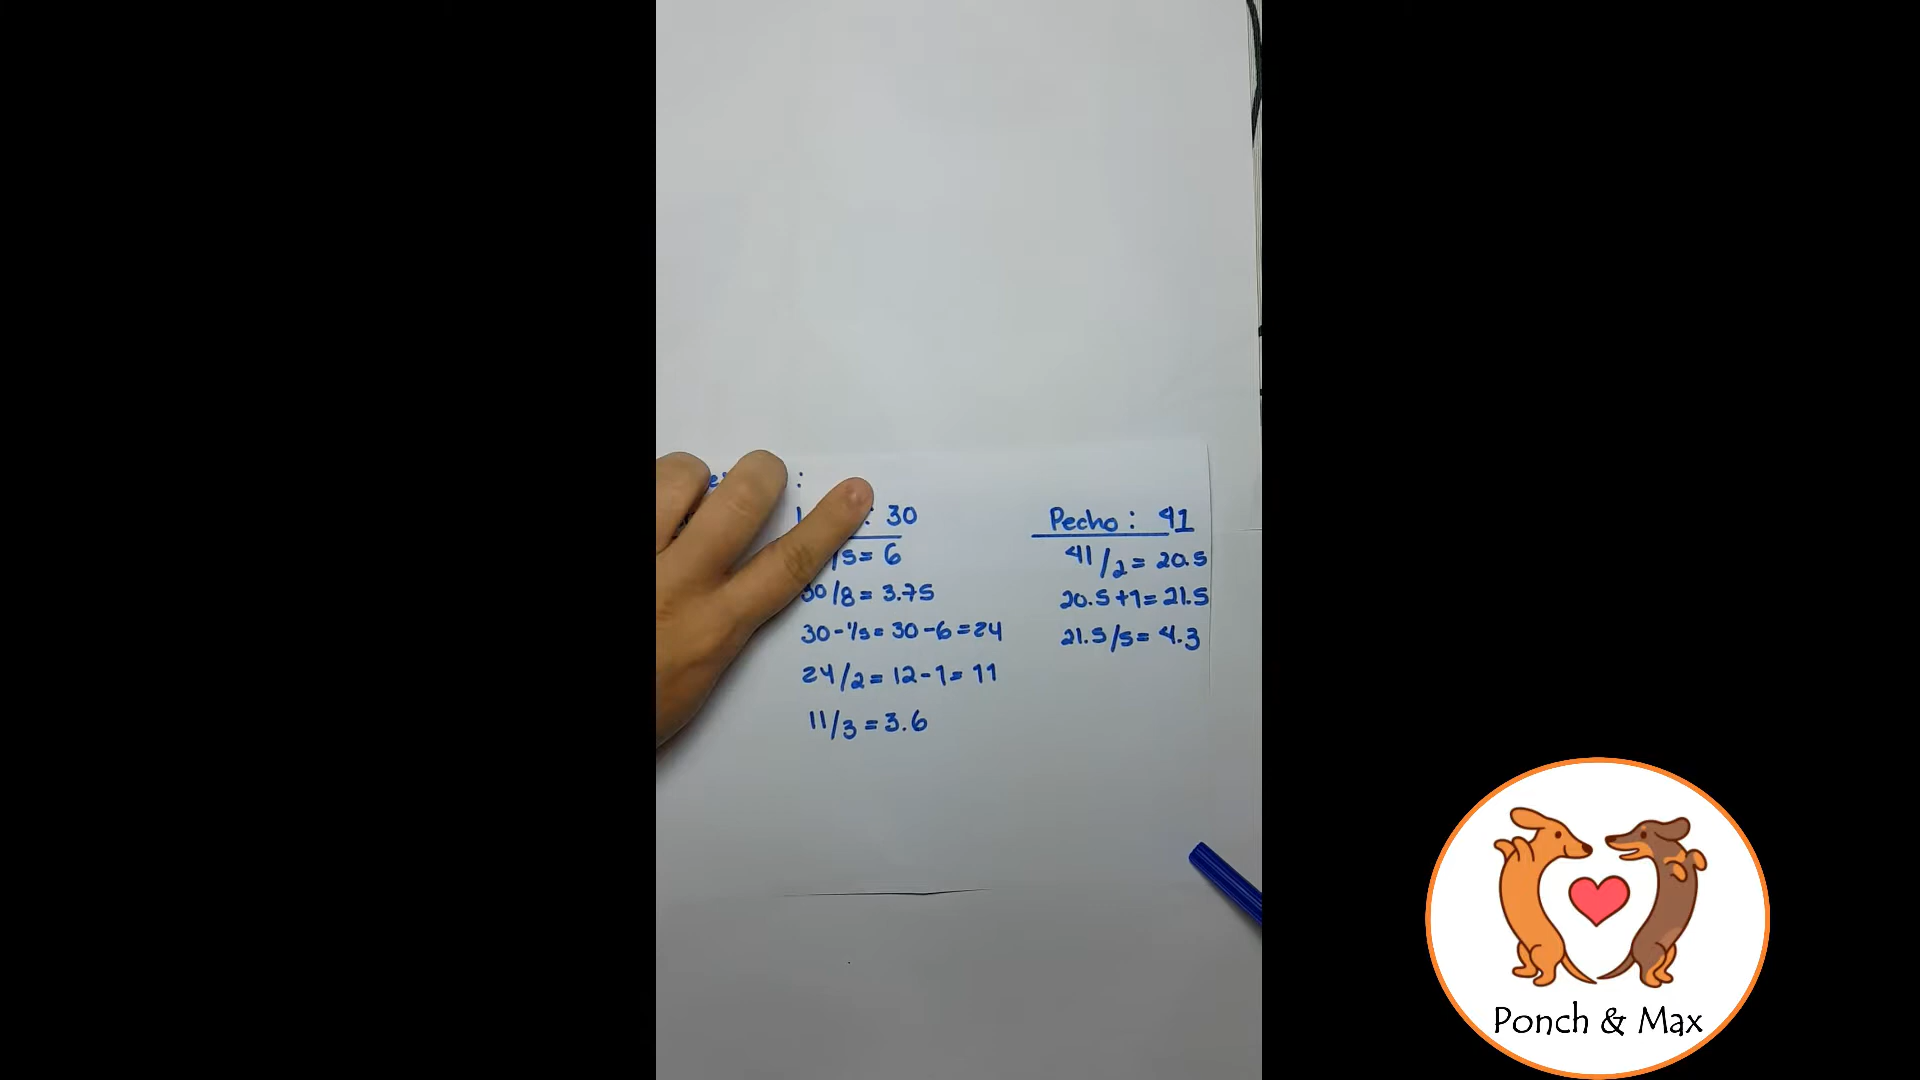 : 30
/5 = 6
30/8 = 3.75
30 - 1/5 = 30 - 6 = 24
24/2 = 12 - 1 = 11
11/3 = 3.6
Pecho : 41
41/2 = 20.5
20.5 + 1 = 21.5
21.5/5 = 4.3
Ponch & Max